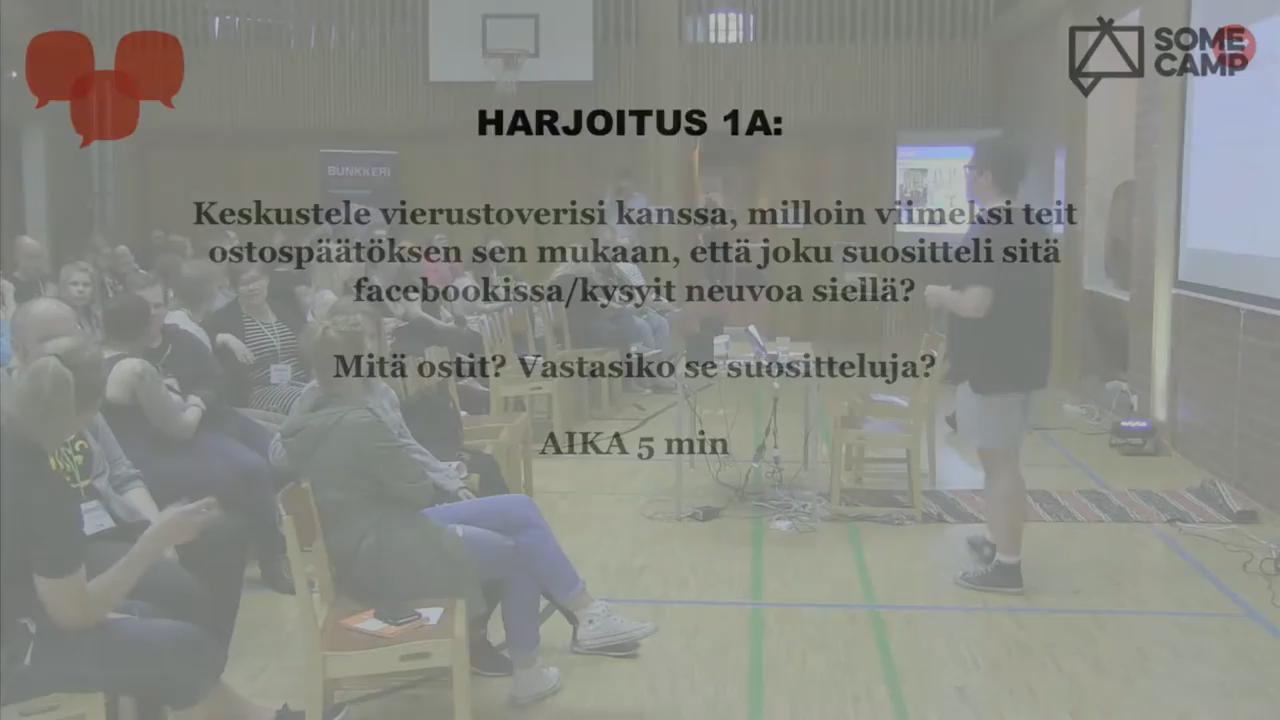 SOME
CAMP
HARJOITUS 1A:
BUNKKERI
Keskustele vierustoverisi kanssa, milloin viimeksi teit
ostospäätöksen sen mukaan, että joku suositteli sitä
facebookissa/kysyit neuvoa siellä?
Mitä ostit? Vastasiko se suositteluja?
AIKA 5 min